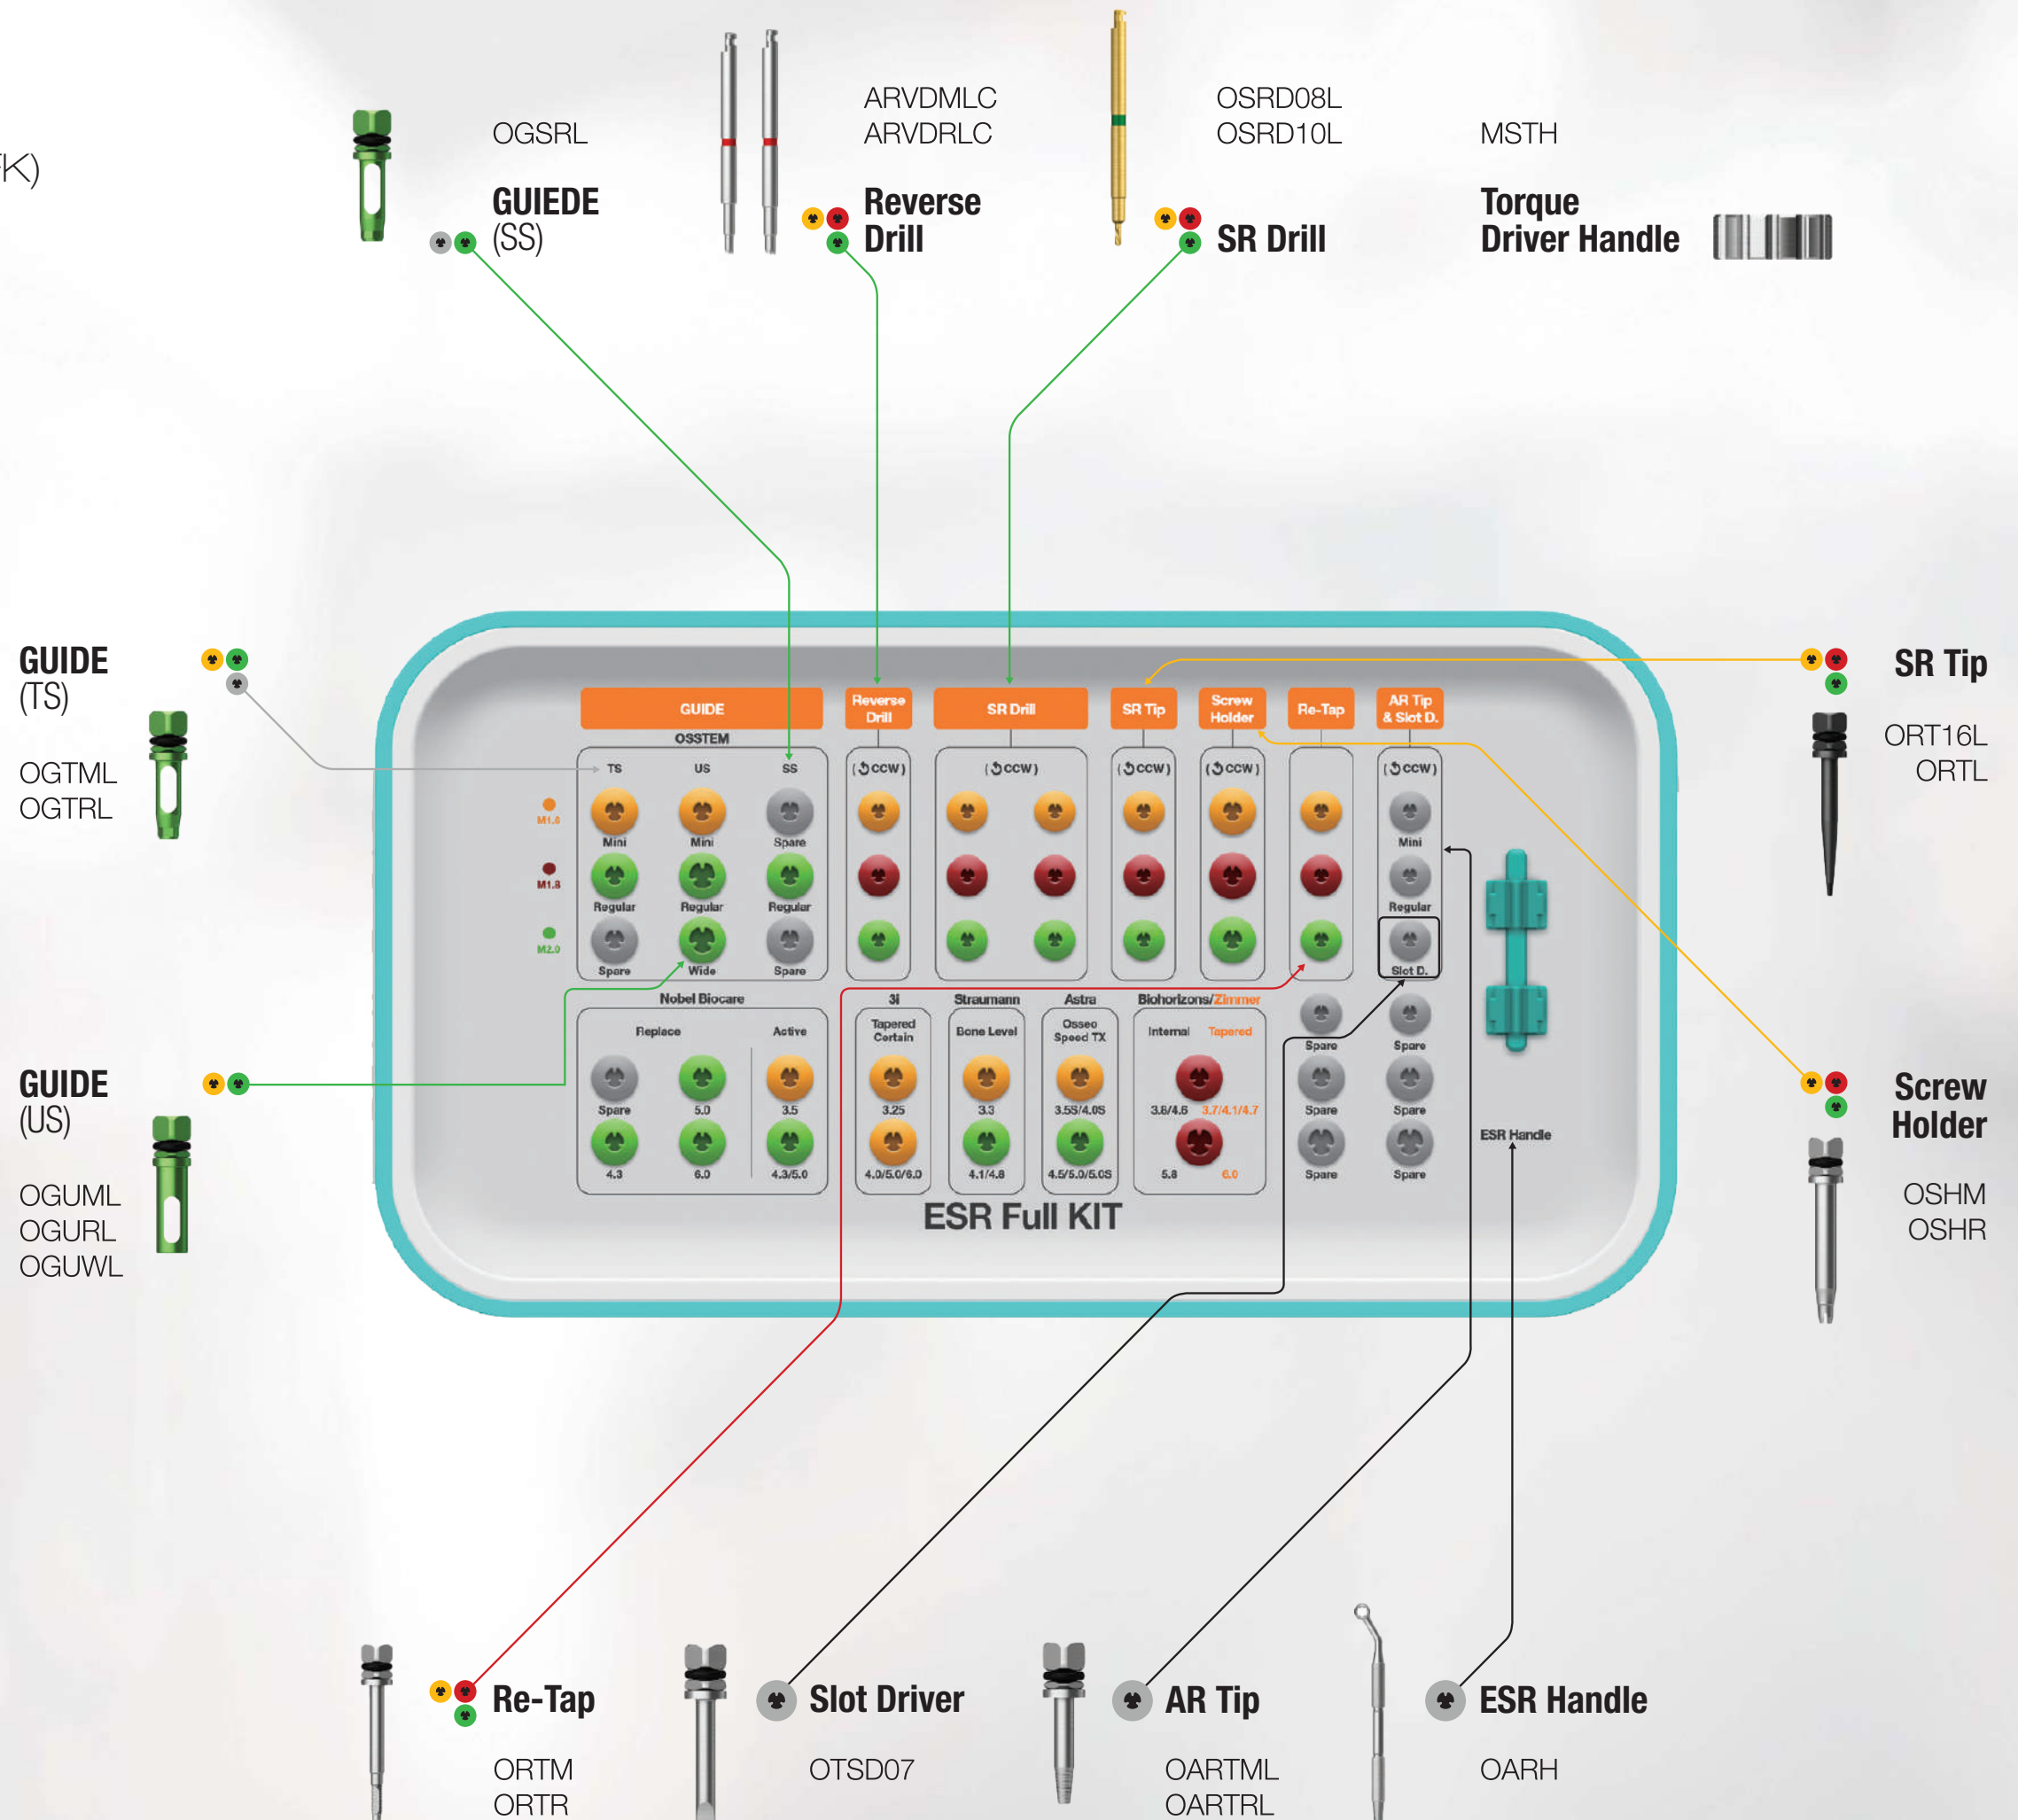 K)
OGSRL
GUIEDE
(SS)
ARVDMLC
ARVDRLC
Reverse
Drill
OSRD08L
OSRD10L
SR Drill
MSTH
Torque
Driver Handle
GUIDE
(TS)
OGTML
OGTRL
GUIDE
(US)
OGUML
OGURL
OGUWL
GUIDE
Reverse
Drill
SR Drill
SR Tip
Screw
Holder
Re-Tap
AR Tip
& Slot D.
OSSTEM
TS US SS (CCW) (CCW) (CCW) (CCW) (CCW)
M1.6
Mini Mini Spare Mini
M1.8
Regular Regular Regular Regular
M2.0
Spare Wide Spare Slot D.
Nobel Biocare 3i Straumann Astra Biohorizons/Zimmer
Replace Active
Tapered
Certain
Bone Level
Osseo
Speed TX
Internal Tapered
Spare Spare
Spare 5.0 3.5 3.25 3.3 3.5S/4.0S 3.8/4.6 3.7/4.1/4.7 Spare Spare
4.3 6.0 4.3/5.0 4.0/5.0/6.0 4.1/4.8 4.5/5.0/5.0S 5.8 6.0 Spare Spare
ESR Handle
ESR Full KIT
SR Tip
ORT16L
ORTL
Screw
Holder
OSHM
OSHR
Re-Tap
ORTM
ORTR
Slot Driver
OTSD07
AR Tip
OARTML
OARTRL
ESR Handle
OARH